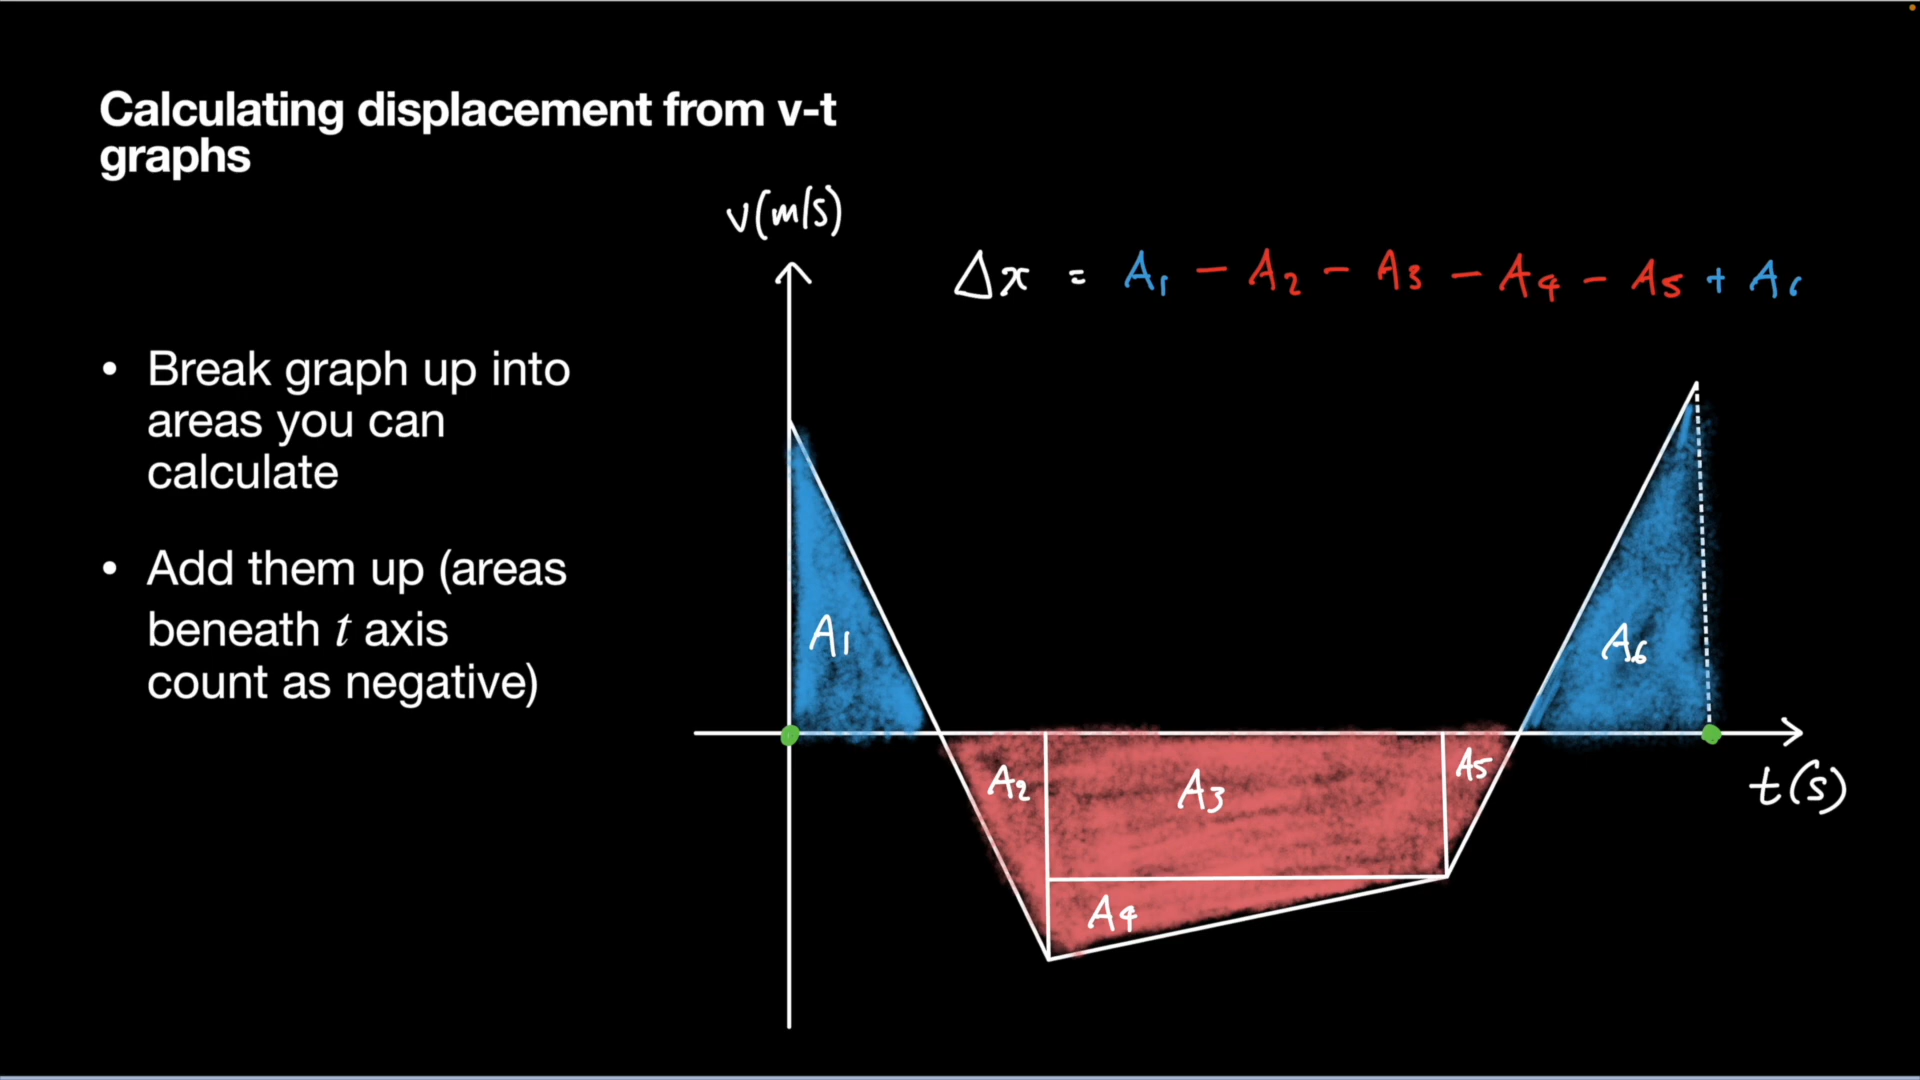 Calculating displacement from v-t
graphs
v(m/s)
Δx = A₁ - A₂ - A₃ - A₄ - A₅ + A₆
• Break graph up into
areas you can
calculate
• Add them up (areas
beneath t axis
count as negative)
A₁
A₆
A₂
A₃
A₅
t(s)
A₄